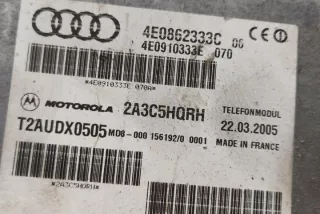 4E0862333C 06
4E0910333E 070
*4E0910333E 070A*
MOTOROLA 2A3C5HQRH TELEFONMODUL
22.03.2005
T2AUDX0505 MD8-000 156192/0 0001 MADE IN FRANCE
*2A3C5HQRH*